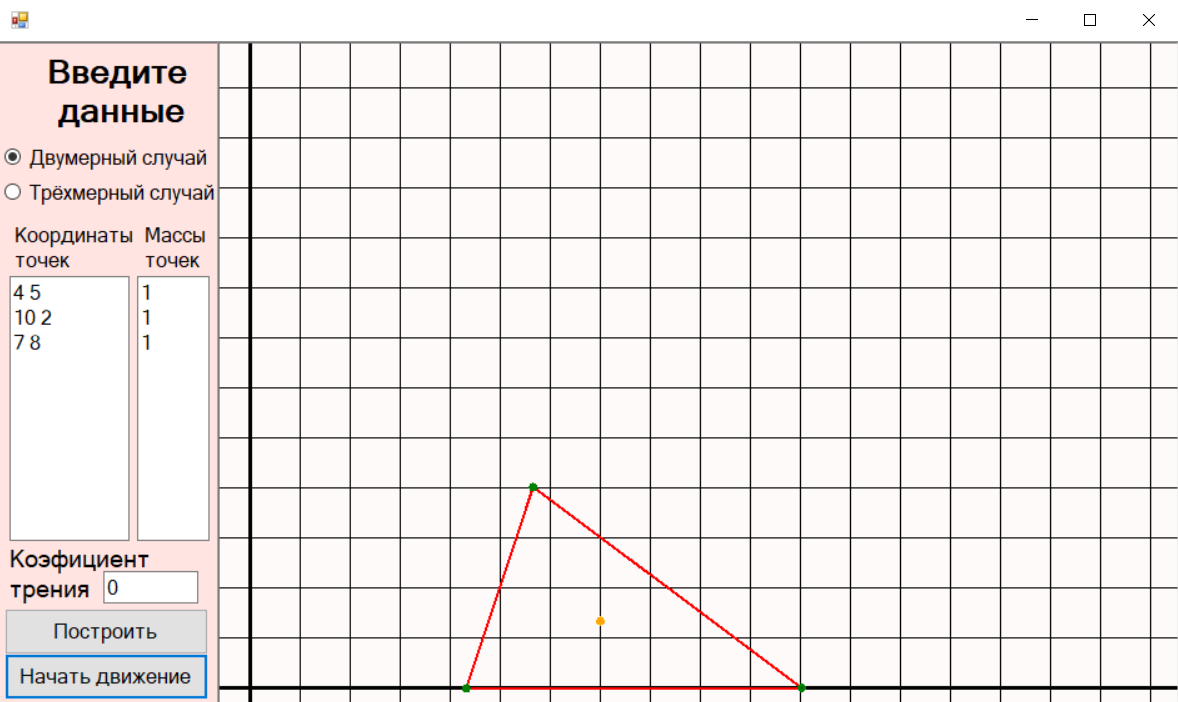 Введите
данные
Двумерный случай
Трёхмерный случай
Координаты Массы
точек точек
4 5 1
10 2 1
7 8 1
Коэфициент
трения 0
Построить
Начать движение